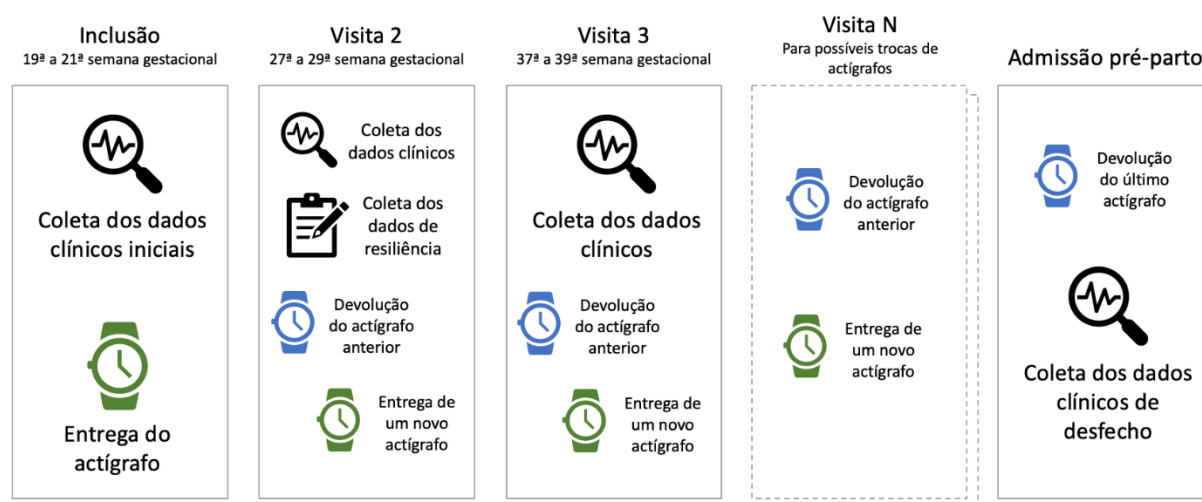 Inclusão
19ª a 21ª semana gestacional
Coleta dos dados
clínicos iniciais
Entrega do
actígrafo
Visita 2
27ª a 29ª semana gestacional
Coleta dos
dados clínicos
Coleta dos
dados de
resiliência
Devolução
do actígrafo
anterior
Entrega de
um novo
actígrafo
Visita 3
37ª a 39ª semana gestacional
Coleta dos dados
clínicos
Devolução
do actígrafo
anterior
Entrega de
um novo
actígrafo
Visita N
Para possíveis trocas de
actígrafos
Devolução
do actígrafo
anterior
Entrega de
um novo
actígrafo
Admissão pré-parto
Devolução
do último
actígrafo
Coleta dos dados
clínicos de
desfecho